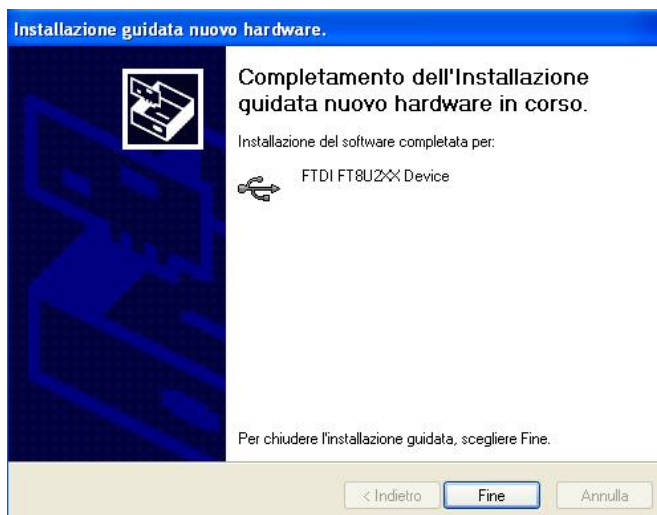 Installazione guidata nuovo hardware.
Completamento dell'Installazione
guidata nuovo hardware in corso.
Installazione del software completata per:
FTDI FT8U2XX Device
Per chiudere l'installazione guidata, scegliere Fine.
< Indietro
Fine
Annulla